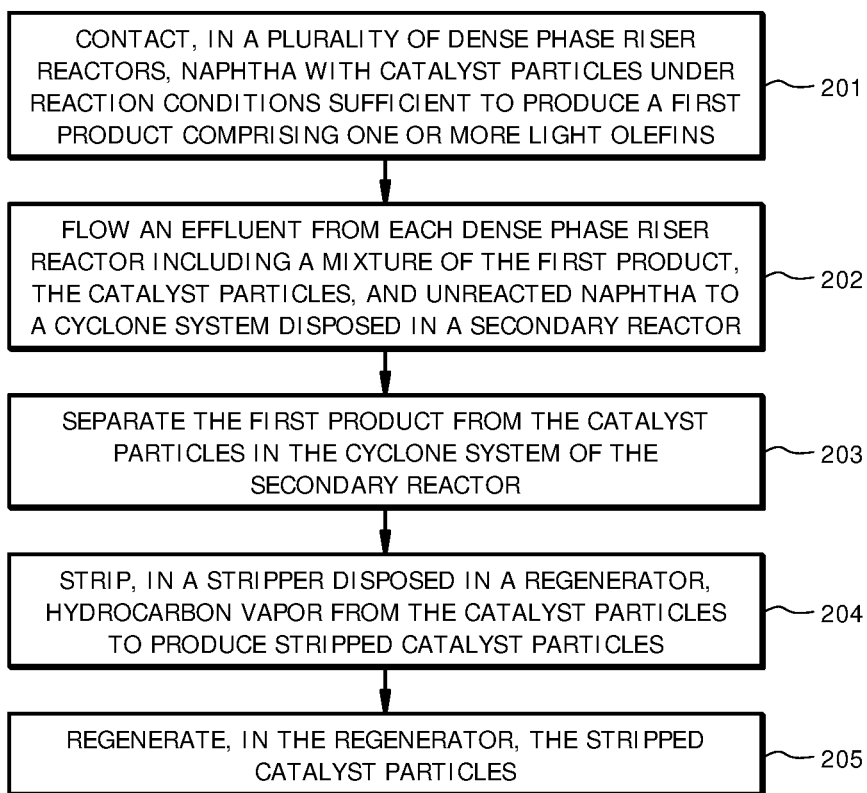 CONTACT, IN A PLURALITY OF DENSE PHASE RISER
REACTORS, NAPHTHA WITH CATALYST PARTICLES UNDER
REACTION CONDITIONS SUFFICIENT TO PRODUCE A FIRST
PRODUCT COMPRISING ONE OR MORE LIGHT OLEFINS
201
FLOW AN EFFLUENT FROM EACH DENSE PHASE RISER
REACTOR INCLUDING A MIXTURE OF THE FIRST PRODUCT,
THE CATALYST PARTICLES, AND UNREACTED NAPHTHA TO
A CYCLONE SYSTEM DISPOSED IN A SECONDARY REACTOR
202
SEPARATE THE FIRST PRODUCT FROM THE CATALYST
PARTICLES IN THE CYCLONE SYSTEM OF THE
SECONDARY REACTOR
203
STRIP, IN A STRIPPER DISPOSED IN A REGENERATOR,
HYDROCARBON VAPOR FROM THE CATALYST PARTICLES
TO PRODUCE STRIPPED CATALYST PARTICLES
204
REGENERATE, IN THE REGENERATOR, THE STRIPPED
CATALYST PARTICLES
205